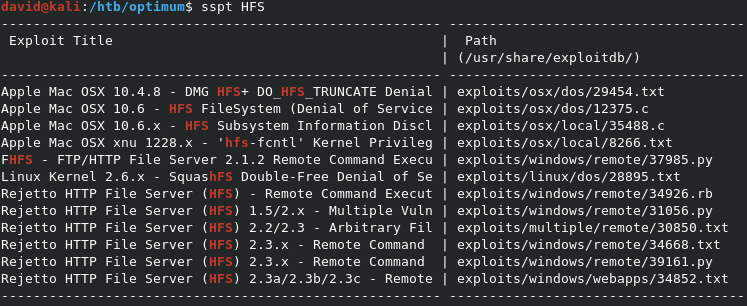 david@kali:/htb/optimum$ sspt HFS
------------------------------------------------------- ----------------------------------------
 Exploit Title                                         |  Path
                                                       | (/usr/share/exploitdb/)
------------------------------------------------------- ----------------------------------------
Apple Mac OSX 10.4.8 - DMG HFS+ DO_HFS_TRUNCATE Denial | exploits/osx/dos/29454.txt
Apple Mac OSX 10.6 - HFS FileSystem (Denial of Service | exploits/osx/dos/12375.c
Apple Mac OSX 10.6.x - HFS Subsystem Information Discl | exploits/osx/local/35488.c
Apple Mac OSX xnu 1228.x - 'hfs-fcntl' Kernel Privileg | exploits/osx/local/8266.txt
FHFS - FTP/HTTP File Server 2.1.2 Remote Command Execu | exploits/windows/remote/37985.py
Linux Kernel 2.6.x - SquashFS Double-Free Denial of Se | exploits/linux/dos/28895.txt
Rejetto HTTP File Server (HFS) - Remote Command Execut | exploits/windows/remote/34926.rb
Rejetto HTTP File Server (HFS) 1.5/2.x - Multiple Vuln | exploits/windows/remote/31056.py
Rejetto HTTP File Server (HFS) 2.2/2.3 - Arbitrary Fil | exploits/multiple/remote/30850.txt
Rejetto HTTP File Server (HFS) 2.3.x - Remote Command  | exploits/windows/remote/34668.txt
Rejetto HTTP File Server (HFS) 2.3.x - Remote Command  | exploits/windows/remote/39161.py
Rejetto HTTP File Server (HFS) 2.3a/2.3b/2.3c - Remote | exploits/windows/webapps/34852.txt
------------------------------------------------------- ----------------------------------------